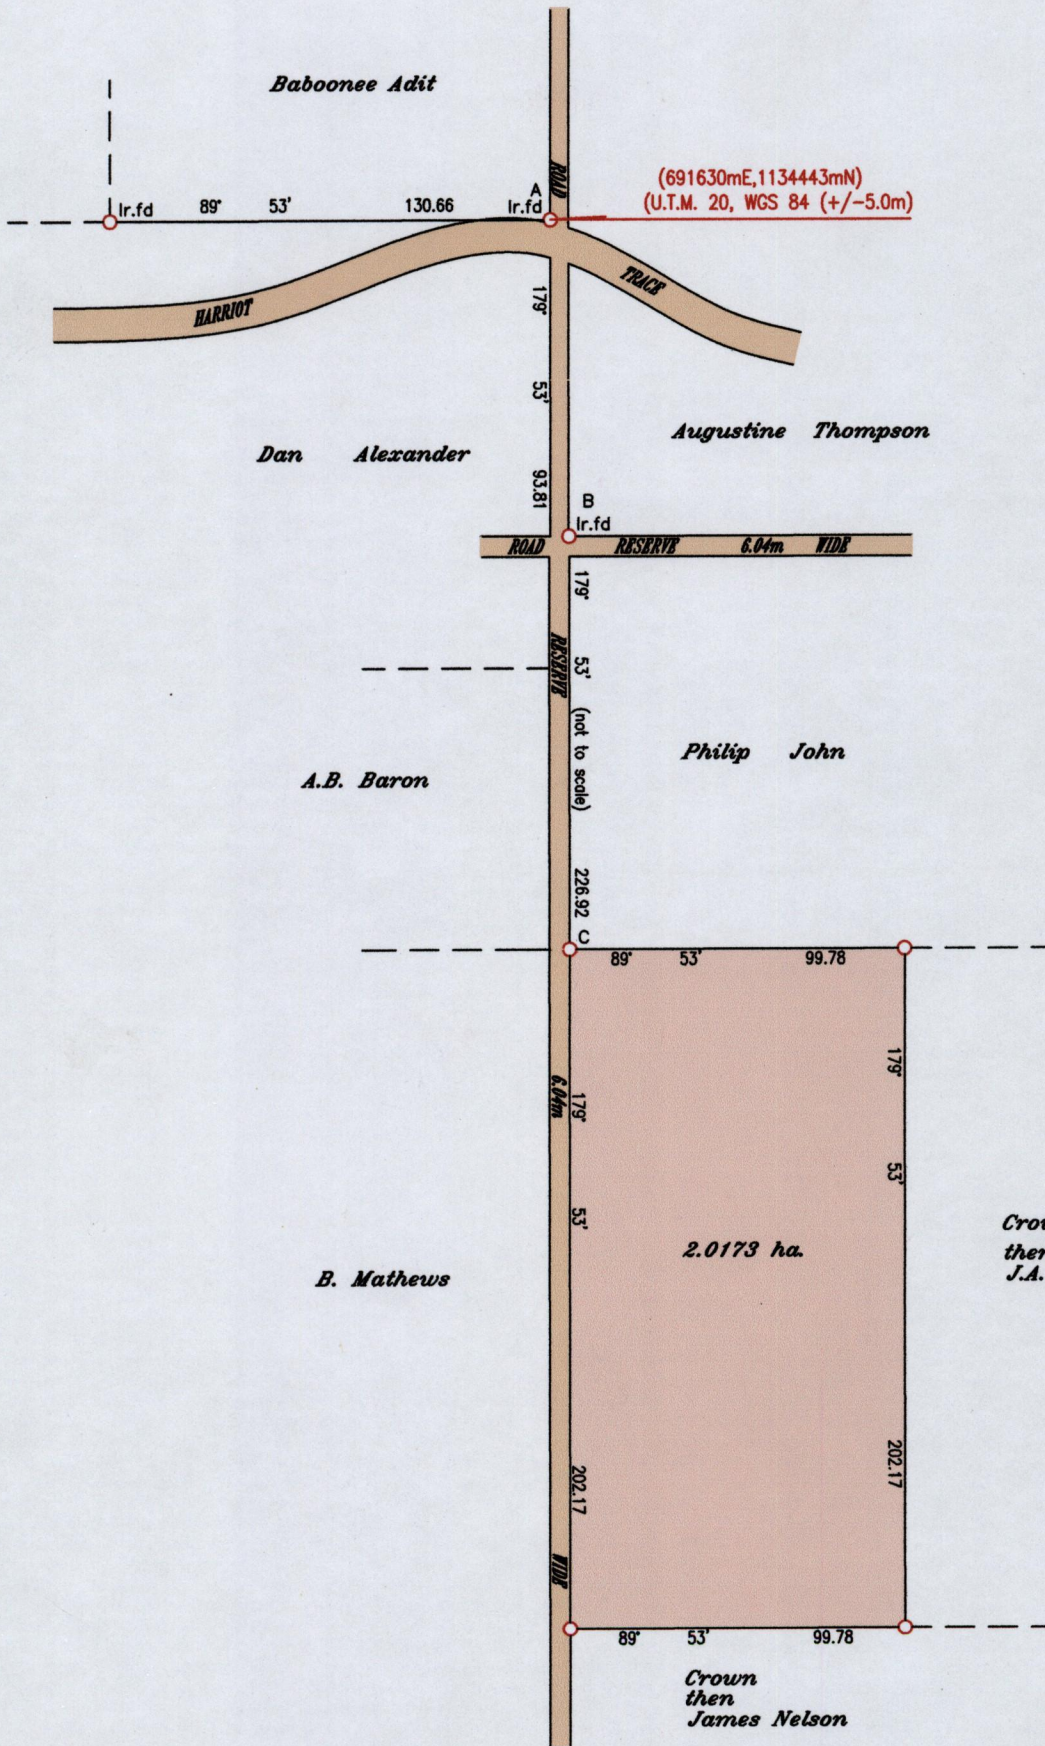 Baboonee Adit
ROAD
(691630mE,1134443mN)
(U.T.M. 20, WGS 84 (+/-5.0m)
A
Ir.fd 89° 53' 130.66 Ir.fd
HARRIOT TRACE
179° 53' 93.81
Augustine Thompson
Dan Alexander
B
Ir.fd
ROAD RESERVE 6.04m WIDE
179° 53' (not to scale) 226.92
RESERVE
Philip John
A.B. Baron
C
89° 53' 99.78
6.04m
179° 53' 202.17
179° 53' 202.17
Crow
then
J.A.
2.0173 ha.
B. Mathews
WIDE
89° 53' 99.78
Crown
then
James Nelson